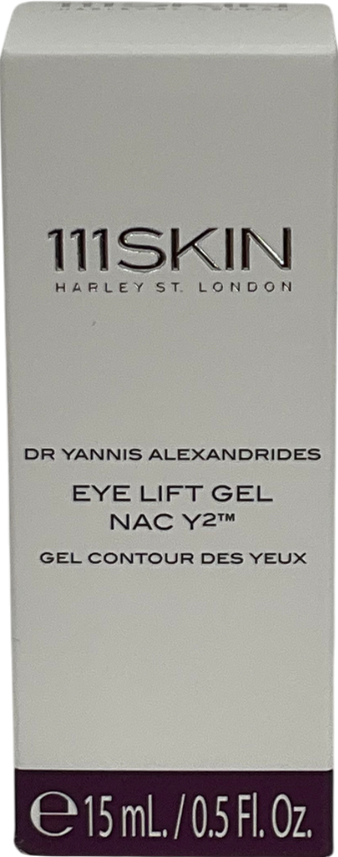 111SKIN
HARLEY ST. LONDON
DR YANNIS ALEXANDRIDES
EYE LIFT GEL
NAC Y2™
GEL CONTOUR DES YEUX
℮15 mL. / 0.5 Fl. Oz.